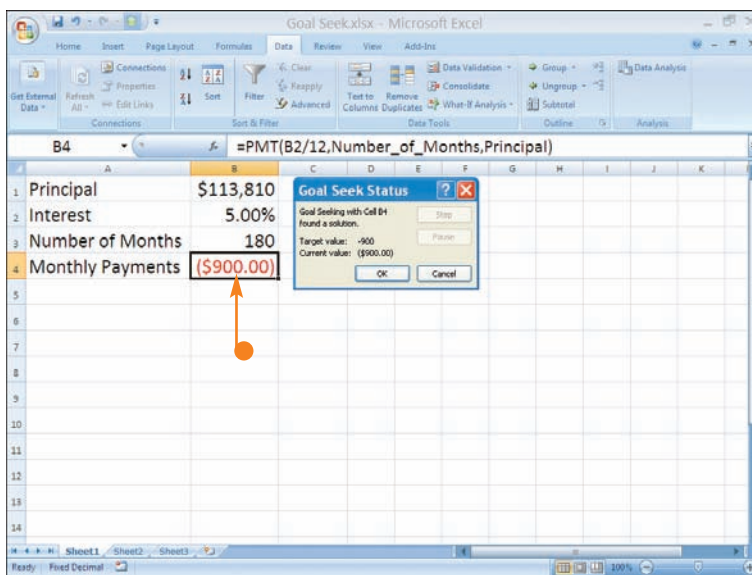 Goal Seek.xlsx - Microsoft Excel
Home Insert Page Layout Formulas Data Review View Add-Ins
Get External Data
Refresh All
Connections
Properties
Edit Links
Connections
Sort
Filter
Clear
Reapply
Advanced
Sort & Filter
Text to Columns
Remove Duplicates
Data Validation
Consolidate
What-If Analysis
Data Tools
Group
Ungroup
Subtotal
Outline
Data Analysis
Analysis
B4 =PMT(B2/12,Number_of_Months,Principal)
A B C D E F G H I J K
1 Principal $113,810
2 Interest 5.00%
3 Number of Months 180
4 Monthly Payments ($900.00)
5
6
7
8
9
10
11
12
13
14
Goal Seek Status
Goal Seeking with Cell B4
found a solution.
Target value: -900
Current value: ($900.00)
Step
Pause
OK Cancel
Sheet1 Sheet2 Sheet3
Ready Fixed Decimal 100%